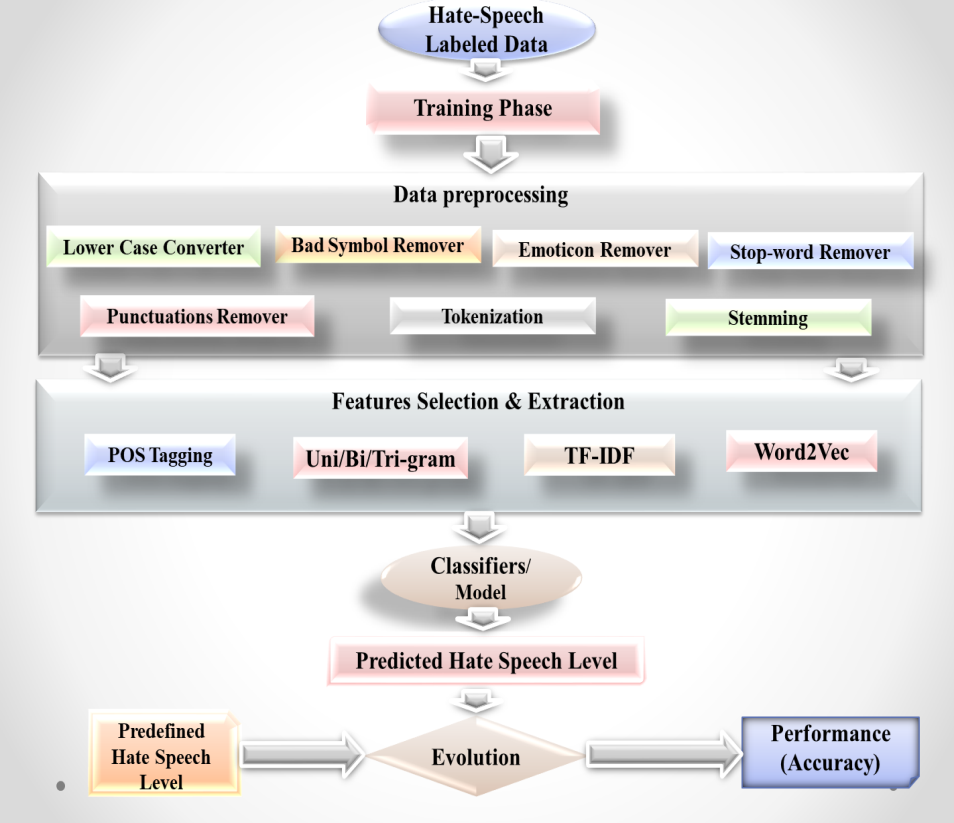 Hate-Speech
Labeled Data
Training Phase
Data preprocessing
Lower Case Converter
Bad Symbol Remover
Emoticon Remover
Stop-word Remover
Punctuations Remover
Tokenization
Stemming
Features Selection & Extraction
POS Tagging
Uni/Bi/Tri-gram
TF-IDF
Word2Vec
Classifiers/
Model
Predicted Hate Speech Level
Predefined
Hate Speech
Level
Evolution
Performance
(Accuracy)